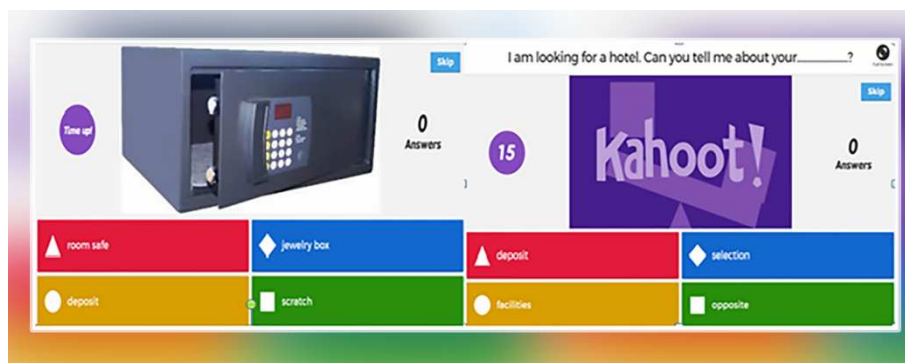 Skip
Time up!
0
Answers
room safe
jewelry box
deposit
scratch
I am looking for a hotel. Can you tell me about your_______?
Skip
15
Kahoot!
0
Answers
deposit
selection
facilities
opposite